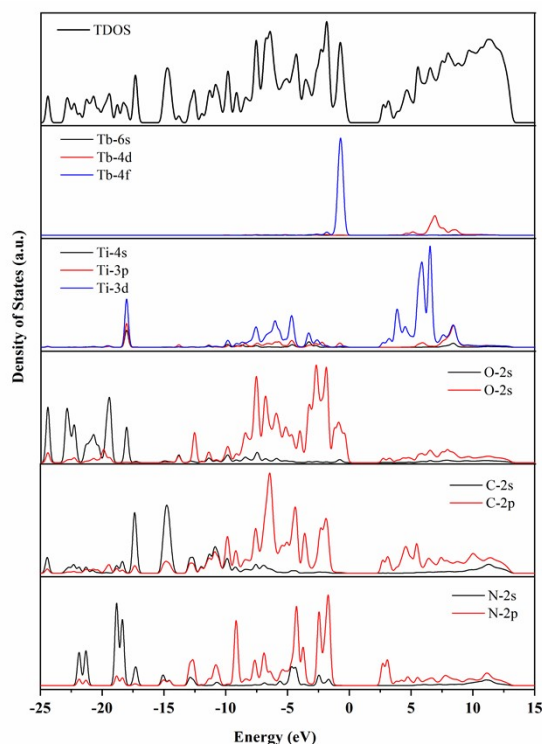 TDOS
Tb-6s
Tb-4d
Tb-4f
Ti-4s
Ti-3p
Ti-3d
O-2s
O-2s
C-2s
C-2p
N-2s
N-2p
Density of States (a.u.)
-25 -20 -15 -10 -5 0 5 10 15
Energy (eV)